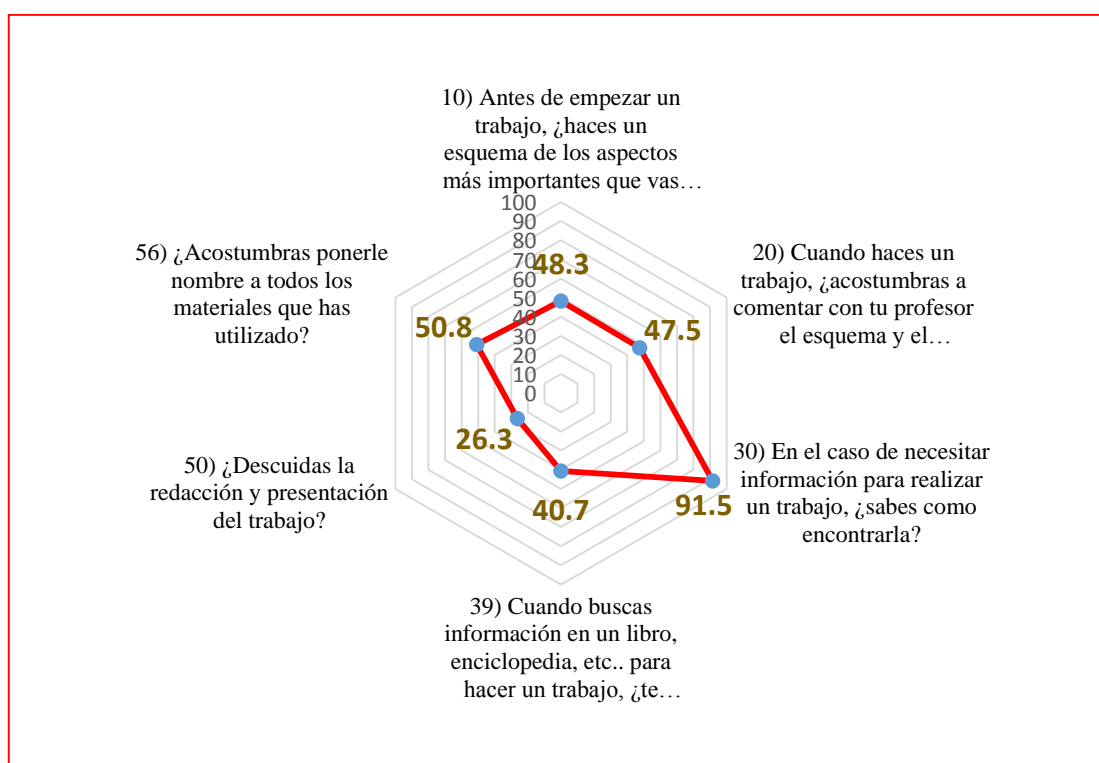 10) Antes de empezar un
trabajo, ¿haces un
esquema de los aspectos
más importantes que vas…
20) Cuando haces un
trabajo, ¿acostumbras a
comentar con tu profesor
el esquema y el…
30) En el caso de necesitar
información para realizar
un trabajo, ¿sabes como
encontrarla?
39) Cuando buscas
información en un libro,
enciclopedia, etc.. para
hacer un trabajo, ¿te…
50) ¿Descuidas la
redacción y presentación
del trabajo?
56) ¿Acostumbras ponerle
nombre a todos los
materiales que has
utilizado?
100
90
80
70
60
50
40
30
20
10
0
48.3
47.5
91.5
40.7
26.3
50.8